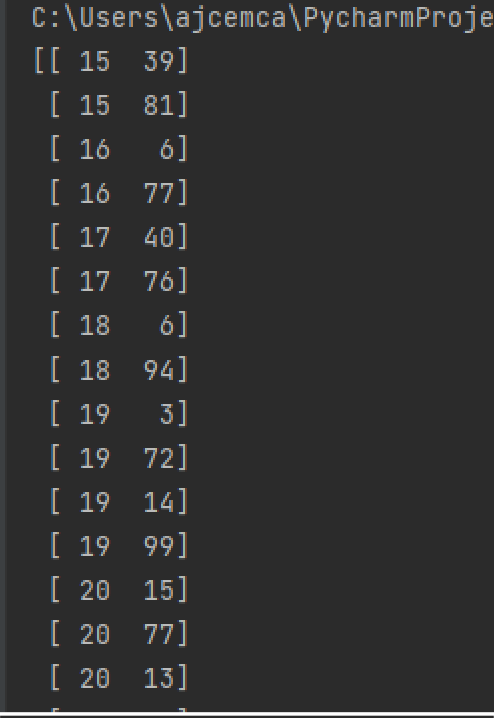 C:\Users\ajcemca\PycharmProje
[[ 15  39]
 [ 15  81]
 [ 16   6]
 [ 16  77]
 [ 17  40]
 [ 17  76]
 [ 18   6]
 [ 18  94]
 [ 19   3]
 [ 19  72]
 [ 19  14]
 [ 19  99]
 [ 20  15]
 [ 20  77]
 [ 20  13]